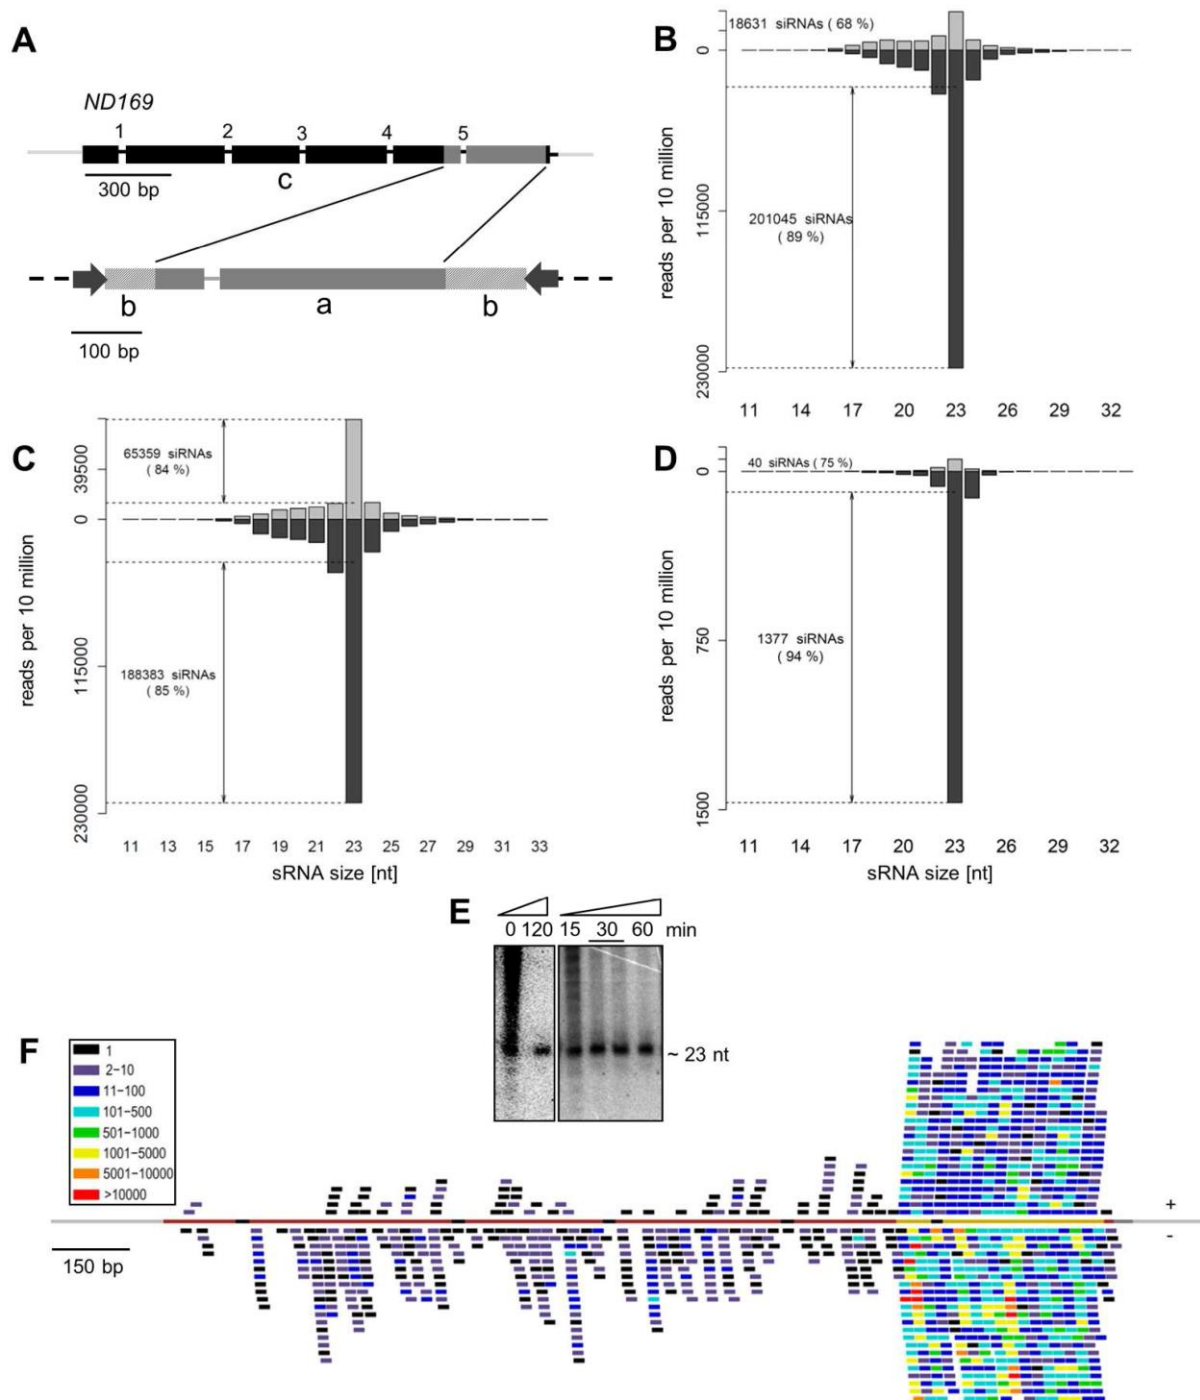 A
ND169
1 2 3 4 5
300 bp
c
b a b
100 bp
B
18631 siRNAs ( 68 %)
0
reads per 10 million
201045 siRNAs
( 89 %)
115000
230000
11 14 17 20 23 26 29 32
C
65359 siRNAs
( 84 %)
39500
0
reads per 10 million
115000
188383 siRNAs
( 85 %)
230000
11 13 15 17 19 21 23 25 27 29 31 33
sRNA size [nt]
D
40 siRNAs ( 75 %)
0
reads per 10 million
750
1377 siRNAs
( 94 %)
1500
11 14 17 20 23 26 29 32
sRNA size [nt]
E
0 120 15 30 60 min
~ 23 nt
F
1
2-10
11-100
101-500
501-1000
1001-5000
5001-10000
>10000
+
-
150 bp